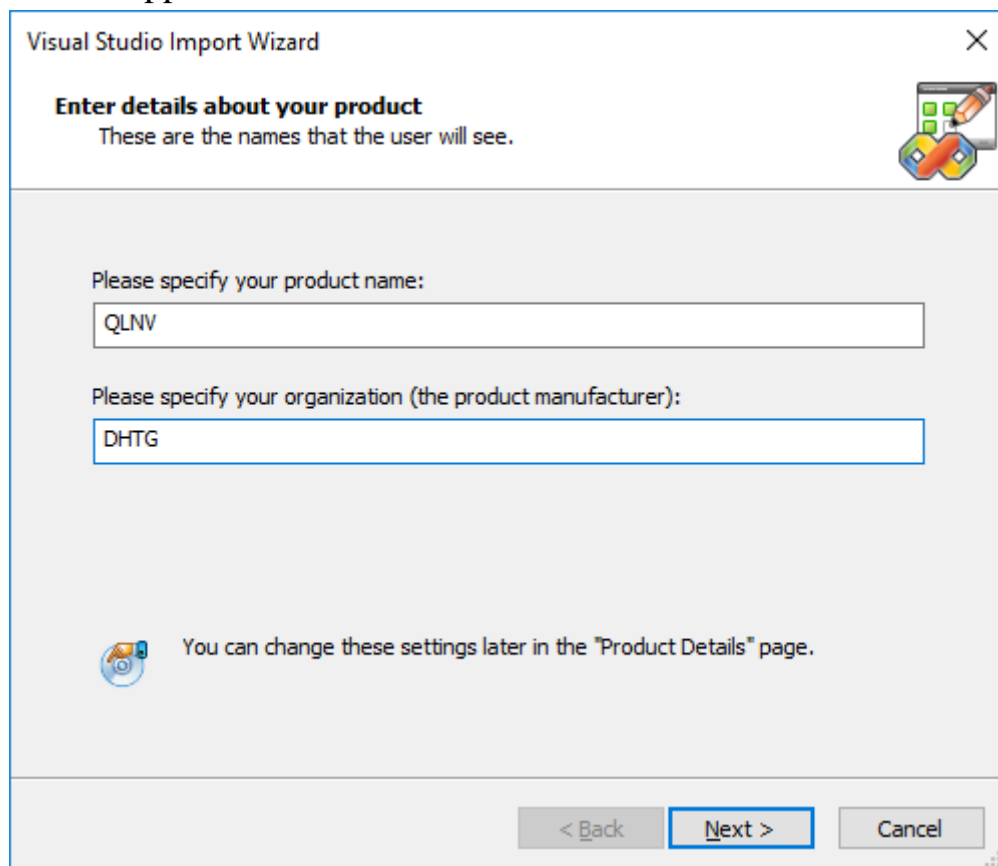 Visual Studio Import Wizard
Enter details about your product
These are the names that the user will see.
Please specify your product name:
QLNV
Please specify your organization (the product manufacturer):
DHTG
You can change these settings later in the "Product Details" page.
< Back Next > Cancel